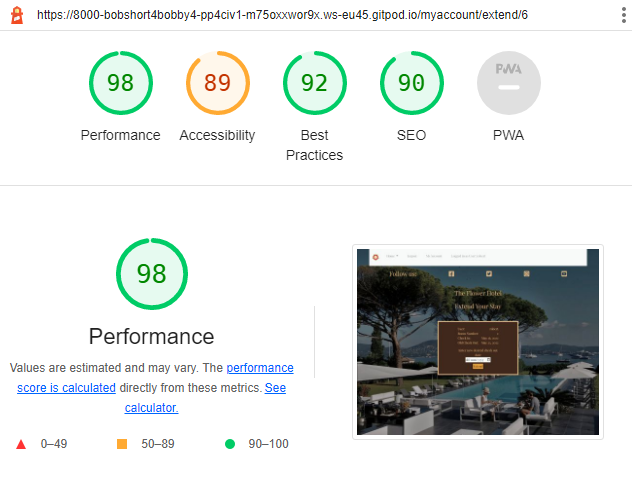 https://8000-bobshort4bobby4-pp4civ1-m75oxxwor9x.ws-eu45.gitpod.io/myaccount/extend/6
98
89
92
90
PWA
Performance
Accessibility
Best
Practices
SEO
PWA
98
Performance
Values are estimated and may vary. The performance
score is calculated directly from these metrics. See
calculator.
0–49
50–89
90–100
Follow me
The Flower Hotel
Extend Your Stay